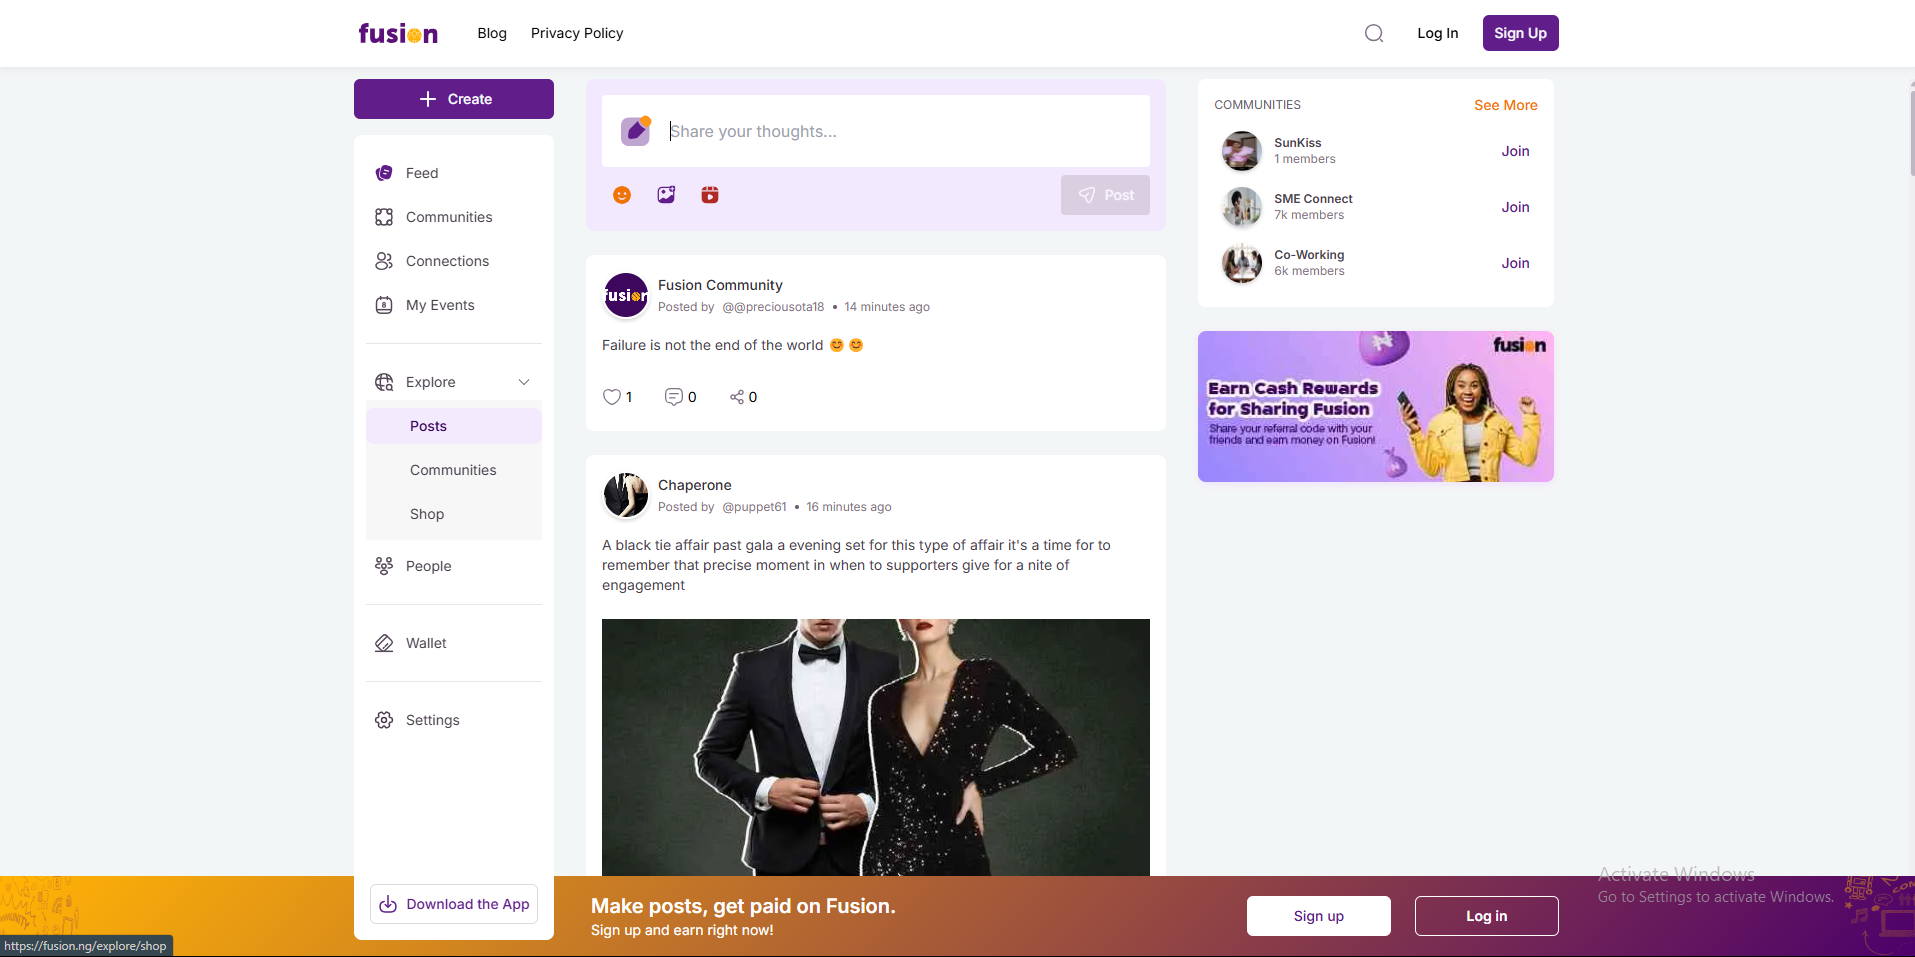 fusion
Blog
Privacy Policy
Log In
Sign Up
Create
Feed
Communities
Connections
My Events
Explore
Posts
Communities
Shop
People
Wallet
Settings
Download the App
Share your thoughts...
Post
fusion
Fusion Community
Posted by @@preciousota18 • 14 minutes ago
Failure is not the end of the world 😊 😊
1
0
0
Chaperone
Posted by @puppet61 • 16 minutes ago
A black tie affair past gala a evening set for this type of affair it's a time for to
remember that precise moment in when to supporters give for a nite of
engagement
COMMUNITIES
See More
SunKiss
1 members
Join
SME Connect
7k members
Join
Co-Working
6k members
Join
fusion
Earn Cash Rewards
for Sharing Fusion
Share your referral code with your
friends and earn money on Fusion!
Make posts, get paid on Fusion.
Sign up and earn right now!
Sign up
Log in
Activate Windows
Go to Settings to activate Windows.
https://fusion.ng/explore/shop